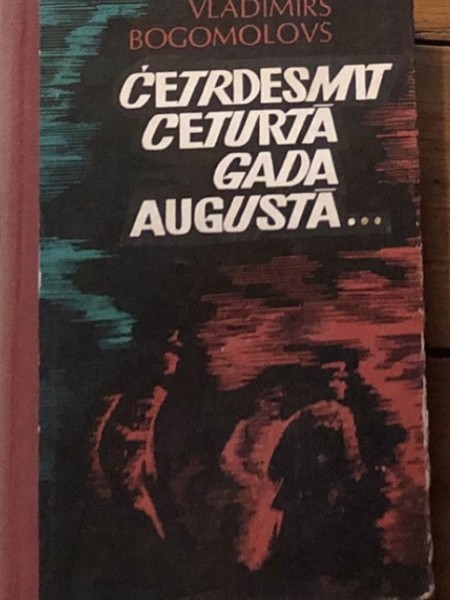 VLADIMIRS
BOGOMOLOVS
ČETRDESMIT
CETURTĀ
GADA
AUGUSTĀ...